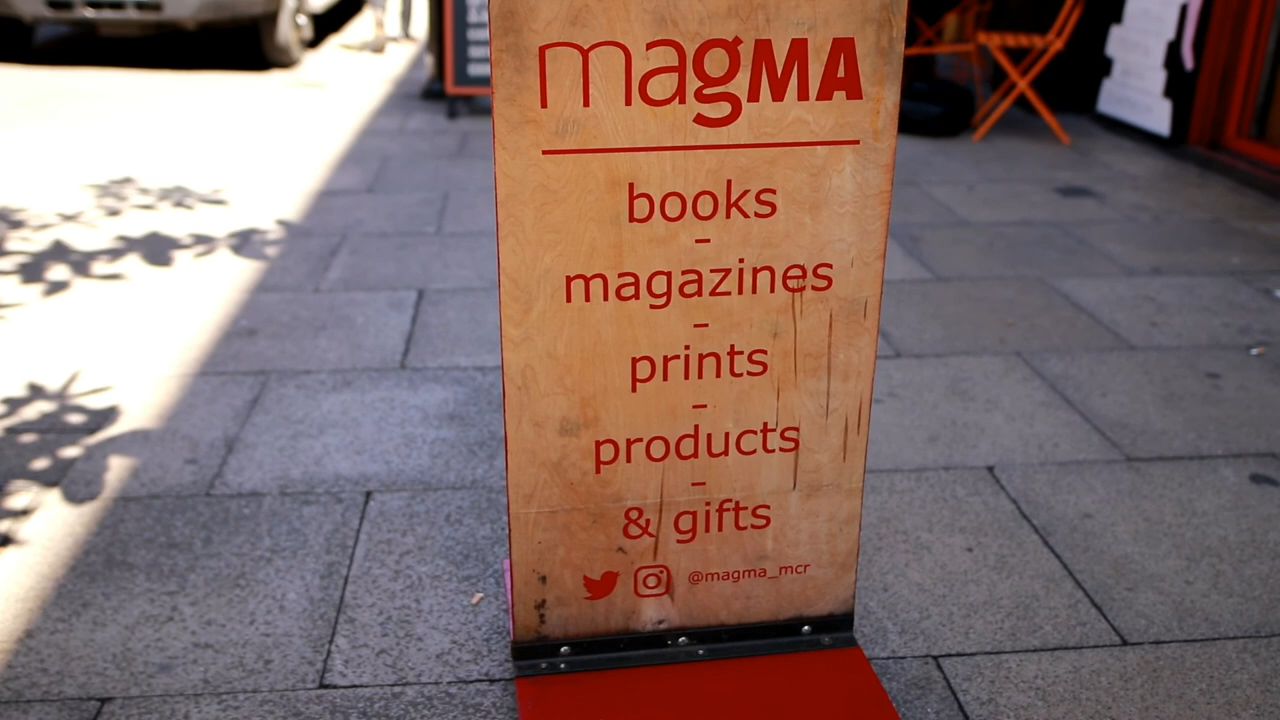 magMA
books
-
magazines
-
prints
-
products
-
& gifts
@magma_mcr